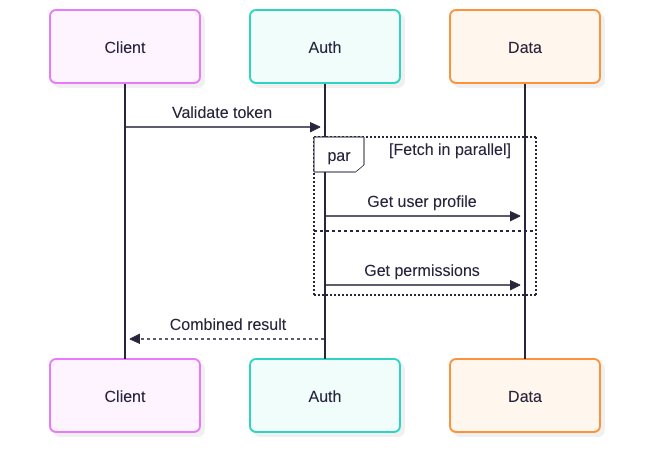 Client
Auth
Data
Validate token
par
[Fetch in parallel]
Get user profile
Get permissions
Combined result
Client
Auth
Data